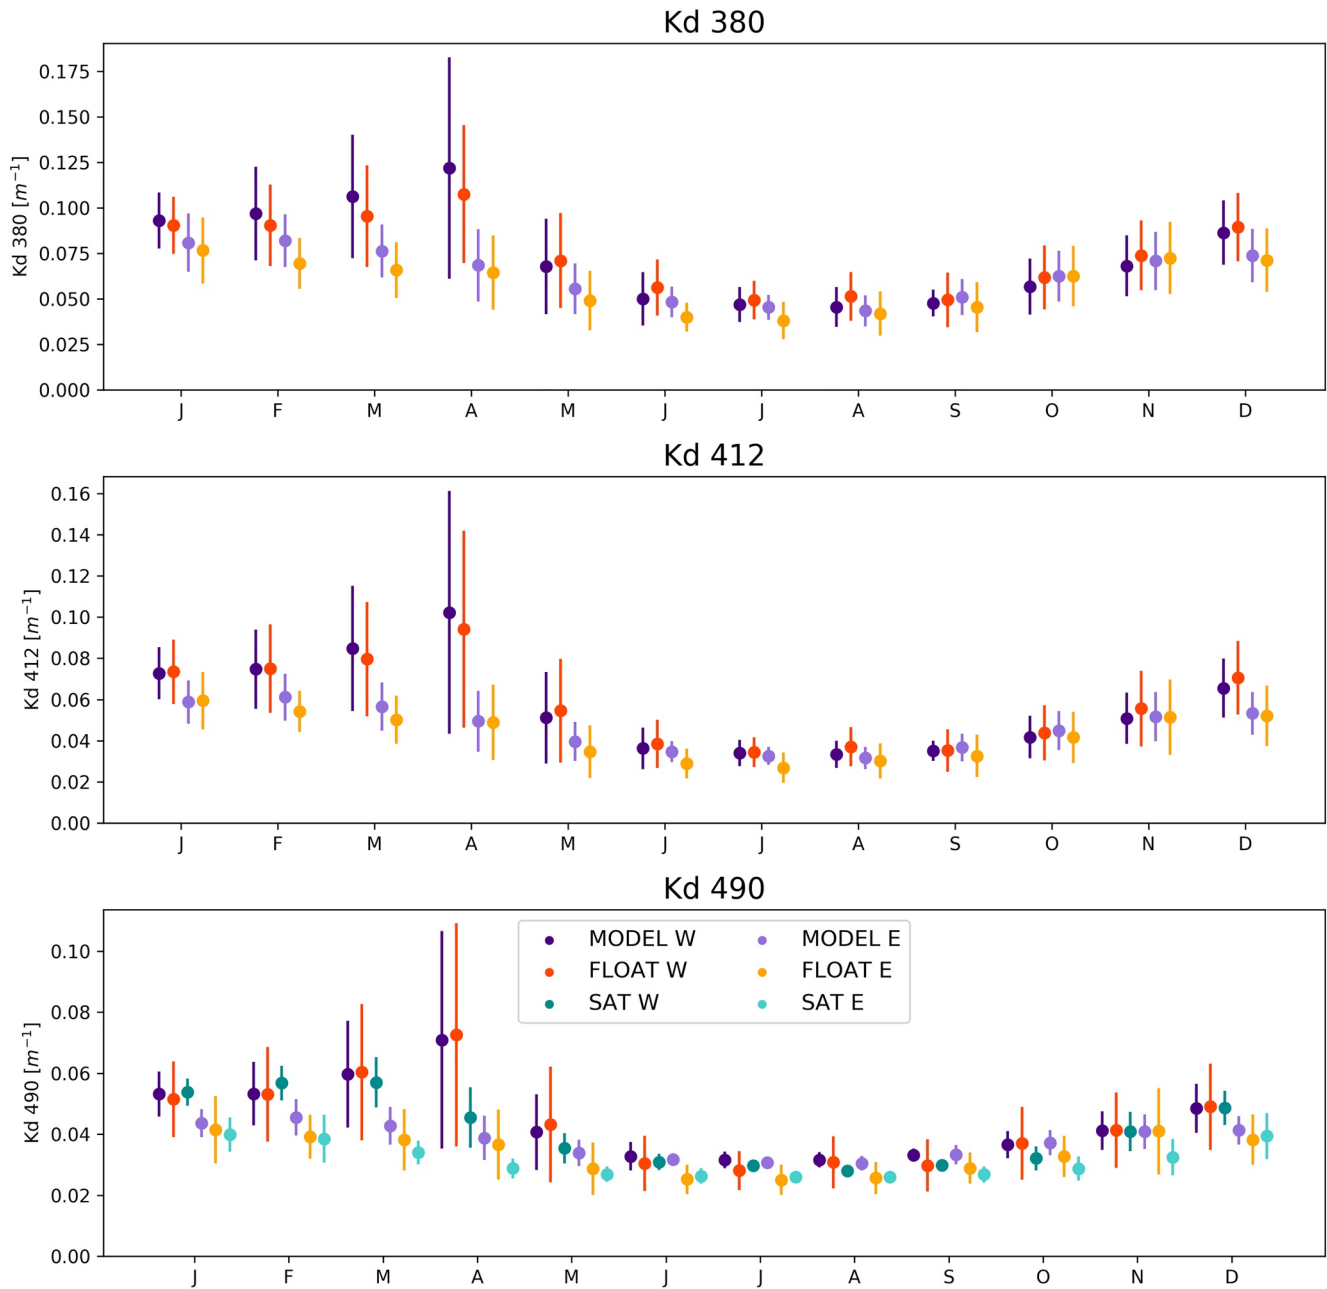 Kd 380
Kd 380 [m⁻¹]
0.175
0.150
0.125
0.100
0.075
0.050
0.025
0.000
J F M A M J J A S O N D
Kd 412
Kd 412 [m⁻¹]
0.16
0.14
0.12
0.10
0.08
0.06
0.04
0.02
0.00
J F M A M J J A S O N D
Kd 490
Kd 490 [m⁻¹]
0.10
0.08
0.06
0.04
0.02
0.00
MODEL W MODEL E
FLOAT W FLOAT E
SAT W SAT E
J F M A M J J A S O N D